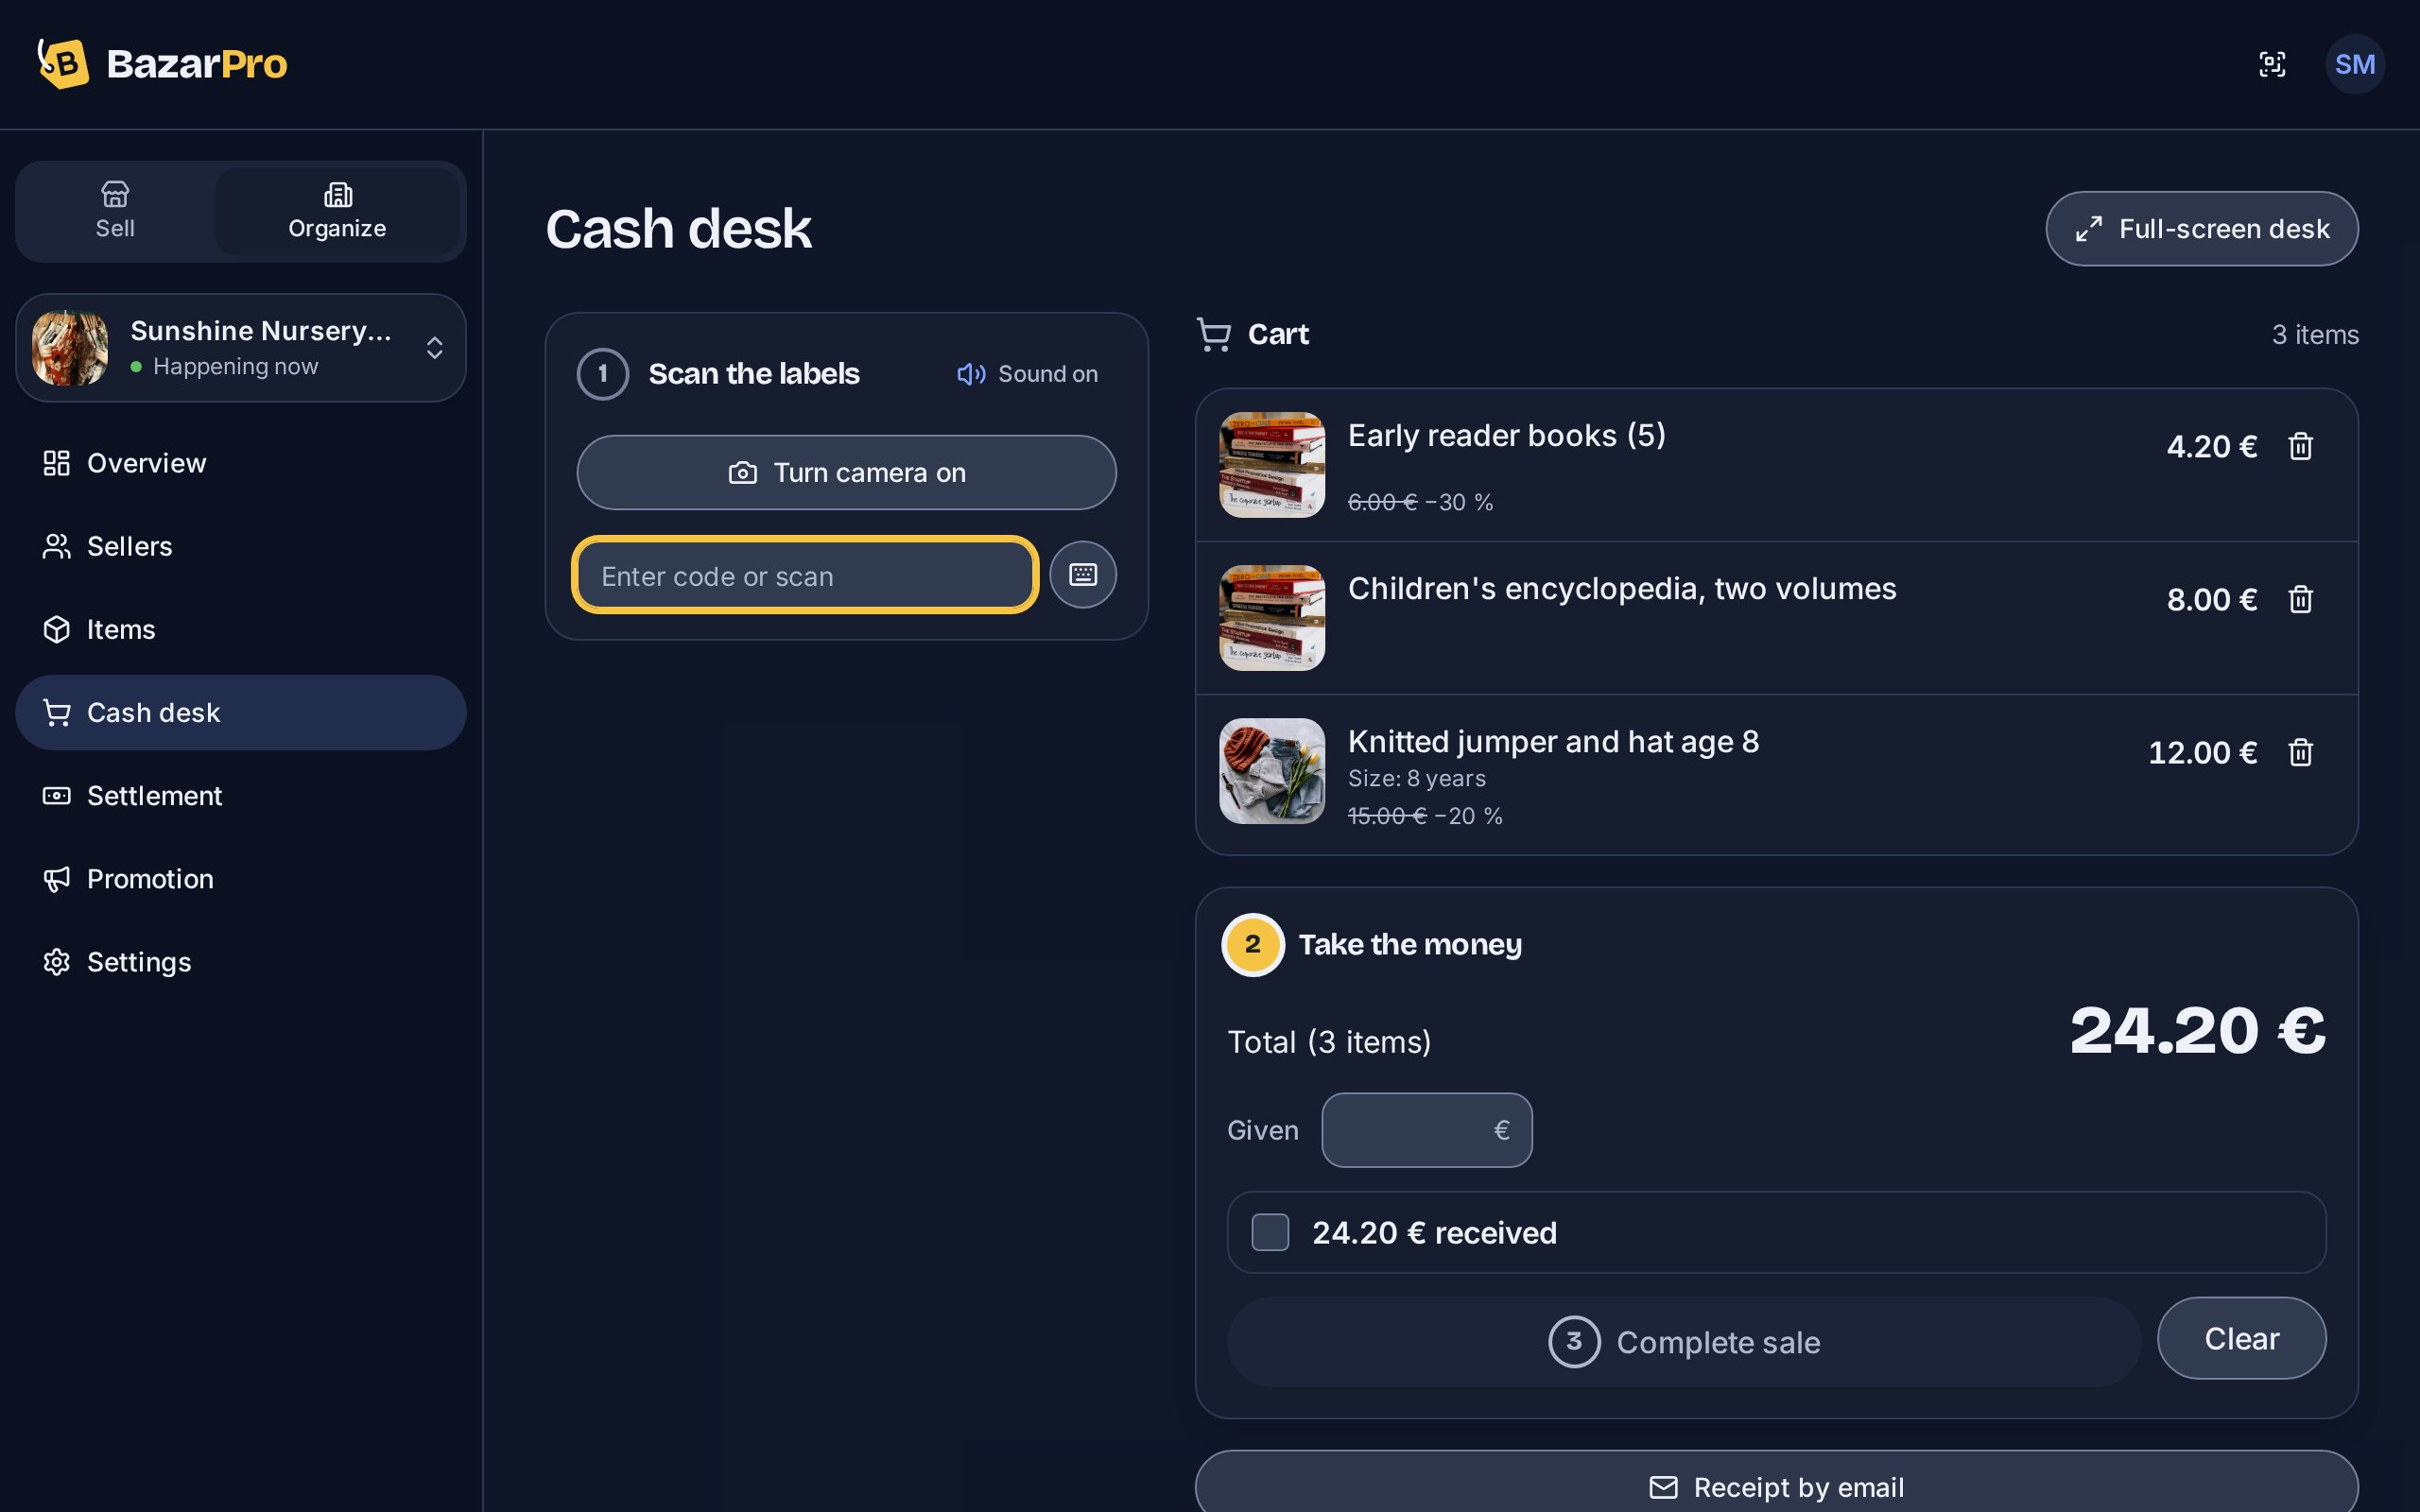 B BazarPro
SM
Sell
Organize
Sunshine Nursery...
Happening now
Overview
Sellers
Items
Cash desk
Settlement
Promotion
Settings
Cash desk
Full-screen desk
1 Scan the labels
Sound on
Turn camera on
Enter code or scan
Cart
3 items
Early reader books (5)
4.20 €
6.00 € −30 %
Children's encyclopedia, two volumes
8.00 €
Knitted jumper and hat age 8
12.00 €
Size: 8 years
15.00 € −20 %
2 Take the money
Total (3 items)
24.20 €
Given
€
24.20 € received
3 Complete sale
Clear
Receipt by email